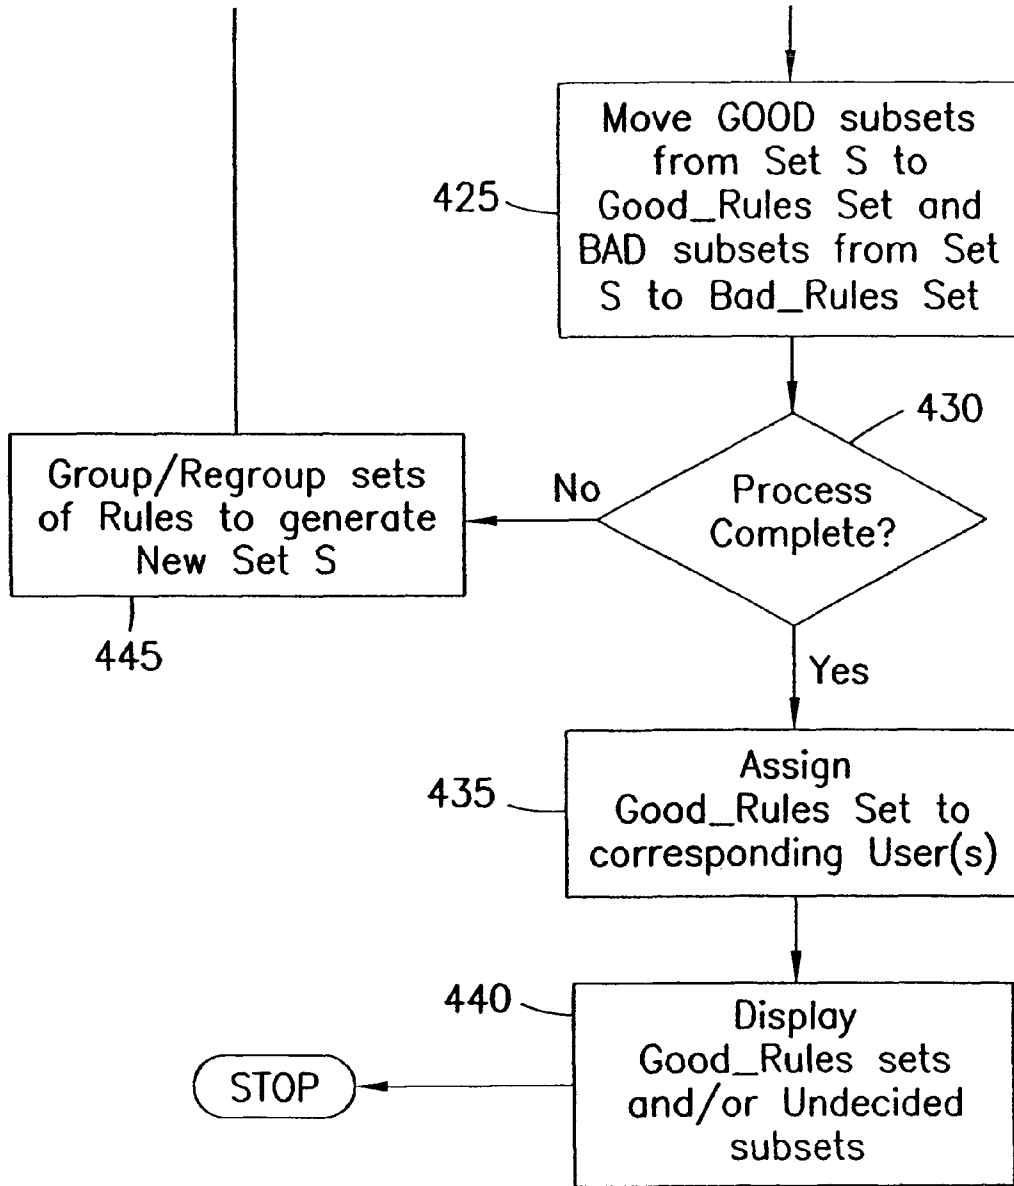 Move GOOD subsets
from Set S to
Good_Rules Set and
BAD subsets from Set
S to Bad_Rules Set
425
430
Process
Complete?
No
Group/Regroup sets
of Rules to generate
New Set S
445
Yes
Assign
Good_Rules Set to
corresponding User(s)
435
440
Display
Good_Rules sets
and/or Undecided
subsets
STOP